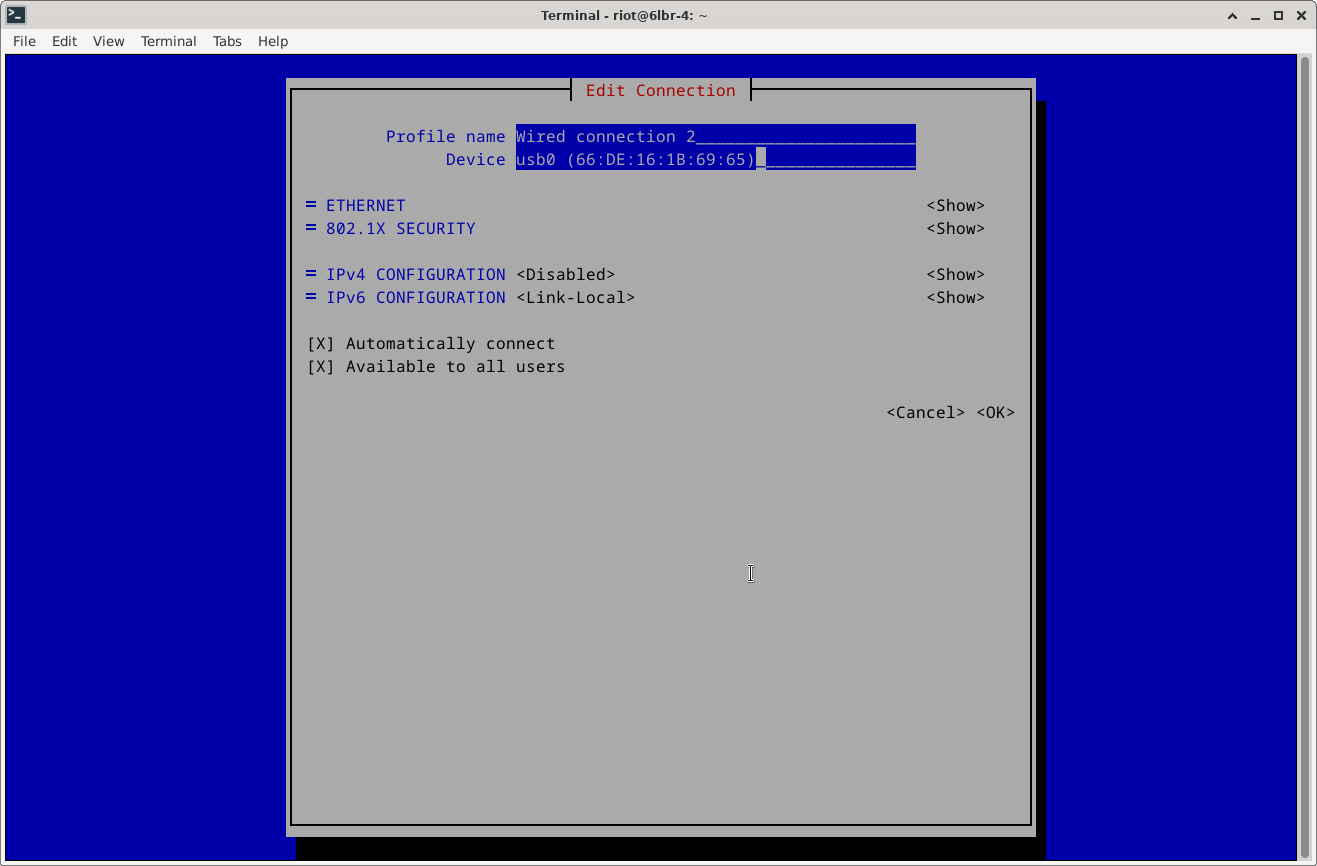 Terminal - riot@6lbr-4: ~
File Edit View Terminal Tabs Help
Edit Connection
Profile name Wired connection 2______________________
Device usb0 (66:DE:16:1B:69:65)________________
= ETHERNET <Show>
= 802.1X SECURITY <Show>
= IPv4 CONFIGURATION <Disabled> <Show>
= IPv6 CONFIGURATION <Link-Local> <Show>
[X] Automatically connect
[X] Available to all users
<Cancel> <OK>